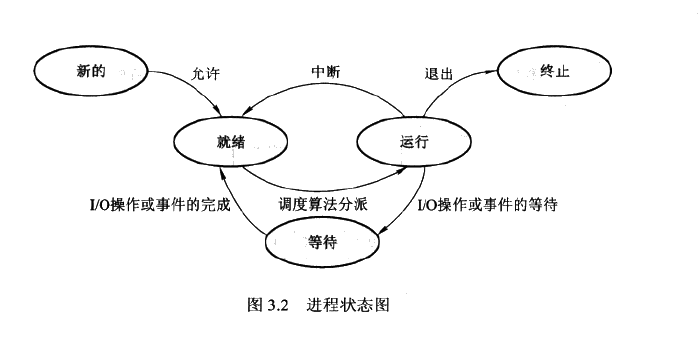 新的
允许
中断
退出
终止
就绪
运行
I/O操作或事件的完成
调度算法分派
I/O操作或事件的等待
等待
图 3.2 进程状态图